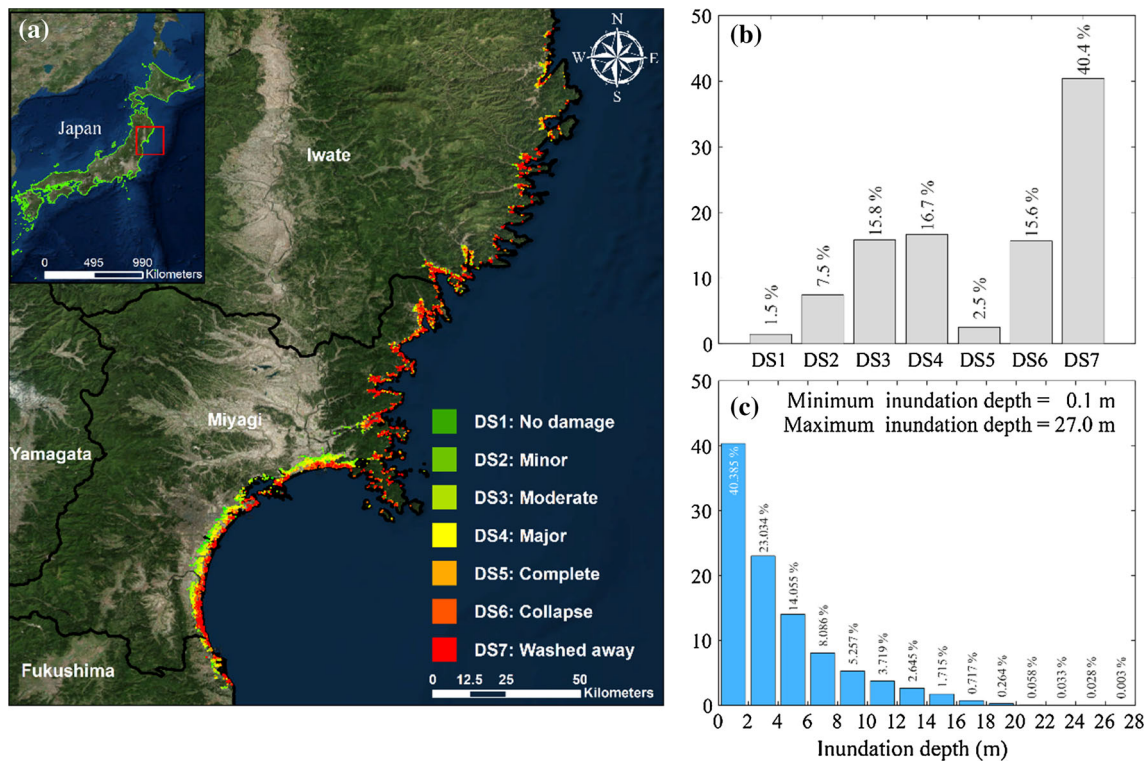 (a)
N
W E
S
Japan
0 495 990
Kilometers
Iwate
Miyagi
Yamagata
Fukushima
DS1: No damage
DS2: Minor
DS3: Moderate
DS4: Major
DS5: Complete
DS6: Collapse
DS7: Washed away
0 12.5 25 50
Kilometers
(b)
50
40
30
20
10
0
1.5 %
7.5 %
15.8 %
16.7 %
2.5 %
15.6 %
40.4 %
DS1 DS2 DS3 DS4 DS5 DS6 DS7
(c)
Minimum inundation depth = 0.1 m
Maximum inundation depth = 27.0 m
50
40
30
20
10
0
40.385 %
23.034 %
14.055 %
8.086 %
5.257 %
3.719 %
2.645 %
1.715 %
0.717 %
0.264 %
0.058 %
0.033 %
0.028 %
0.003 %
0 2 4 6 8 10 12 14 16 18 20 22 24 26 28
Inundation depth (m)